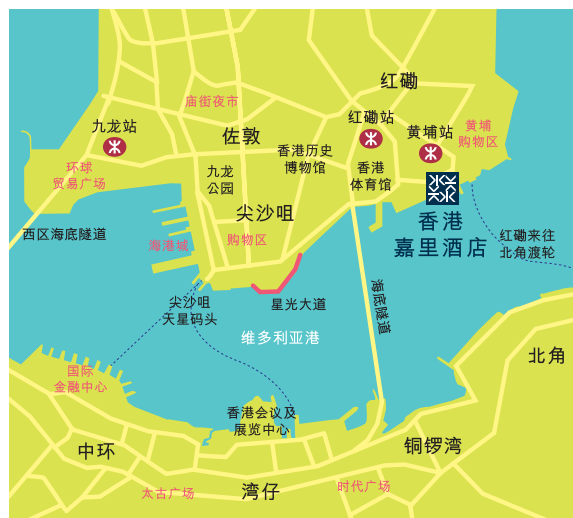 红磡
庙街夜市
红磡站
九龙站
佐敦
黄埔站
黄埔
购物区
香港历史
博物馆
环球
贸易广场
九龙
公园
香港
体育馆
尖沙咀
香港
嘉里酒店
西区海底隧道
海港城
购物区
红磡来往
北角渡轮
尖沙咀
天星码头
星光大道
海底隧道
维多利亚港
北角
国际
金融中心
香港会议及
展览中心
中环
铜锣湾
太古广场
湾仔
时代广场